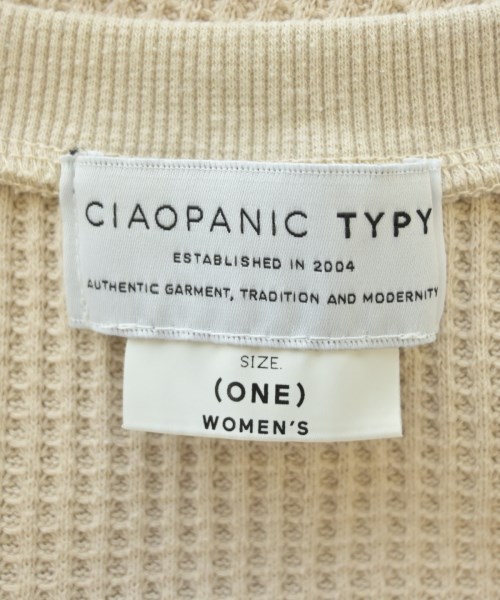 CIAOPANIC TYPY
ESTABLISHED IN 2004
AUTHENTIC GARMENT, TRADITION AND MODERNITY
SIZE.
(ONE)
WOMEN'S